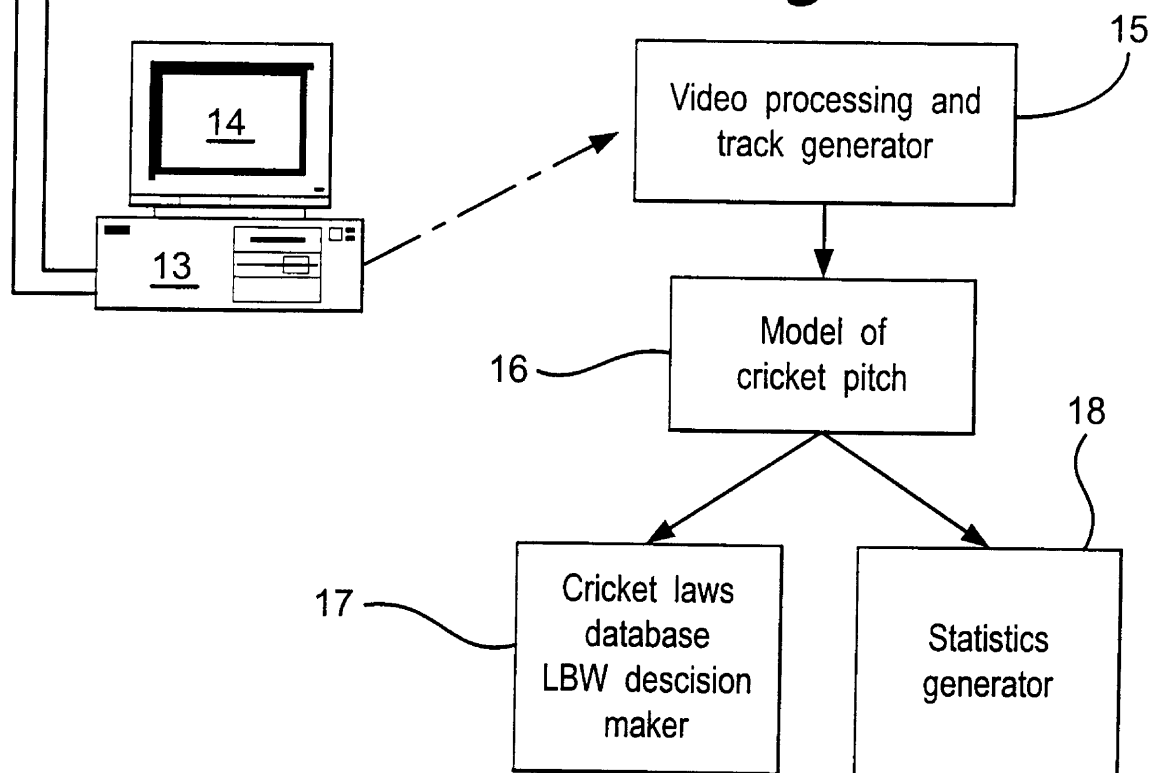 15
14
Video processing and
track generator
13
Model of
cricket pitch
16
18
17
Cricket laws
database
LBW descision
maker
Statistics
generator